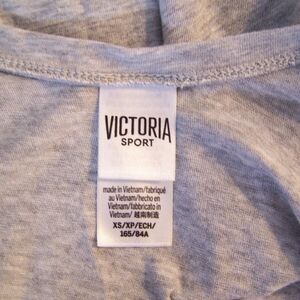 VICTORIA
SPORT
made in Vietnam/fabriqué
au Vietnam/hecho en
Vietnam/fabbricato in
Vietnam/ 越南制造
XS/XP/ECH/
165/84A